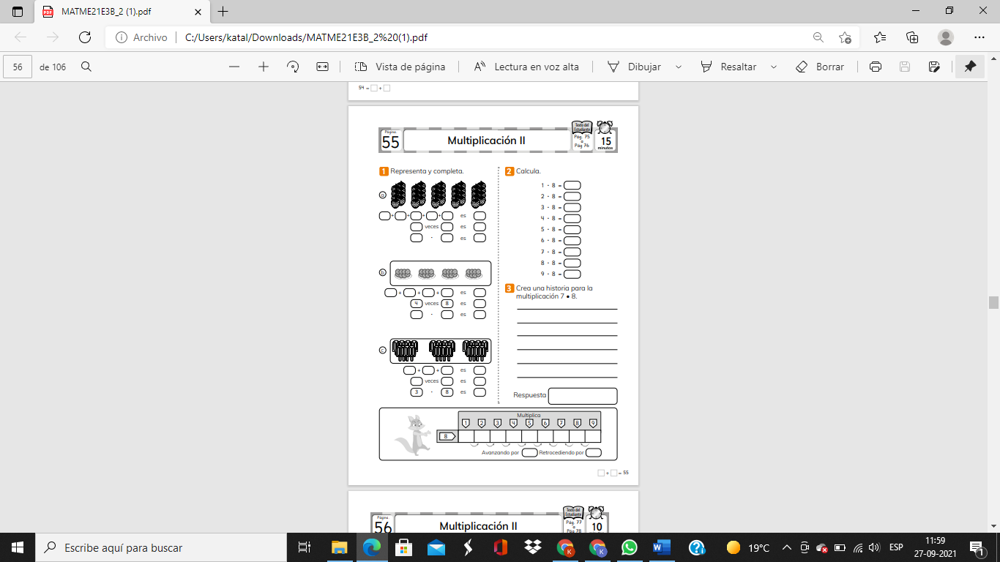 MATME21E3B_2 (1).pdf
Archivo C:/Users/katal/Downloads/MATME21E3B_2%20(1).pdf
56 de 106 Vista de página Lectura en voz alta Dibujar Resaltar Borrar
54 = +
Página
55
Multiplicación II
Texto del Estudiante
Pág. 75
a
Pág 76
15
minutos
1 Representa y completa.
a
+ + + + es
veces es
· es
b
+ + + es
4 veces 8 es
· es
c
+ + es
veces es
3 · 8 es
2 Calcula.
1 · 8 =
2 · 8 =
3 · 8 =
4 · 8 =
5 · 8 =
6 · 8 =
7 · 8 =
8 · 8 =
9 · 8 =
3 Crea una historia para la
multiplicación 7 • 8.
Respuesta
Multiplica
1 2 3 4 5 6 7 8 9
8
Avanzando por Retrocediendo por
+ = 55
Página
56
Multiplicación II
Texto del Estudiante
Pág. 77
a
Pág 78
10
Escribe aquí para buscar
19°C ESP
11:59
27-09-2021
1